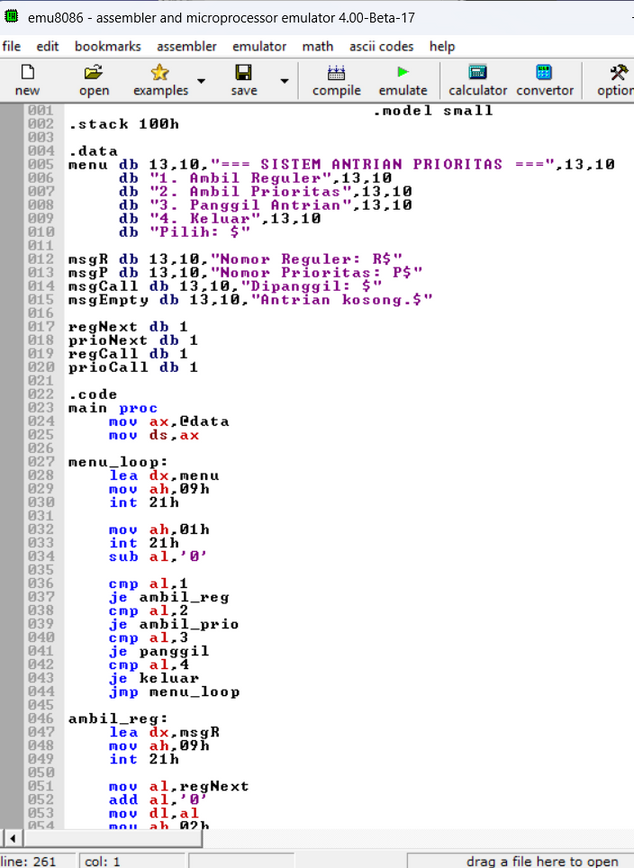 emu8086 - assembler and microprocessor emulator 4.00-Beta-17
file edit bookmarks assembler emulator math ascii codes help
new open examples save compile emulate calculator convertor option
001 .model small
002 .stack 100h
003
004 .data
005 menu db 13,10,"=== SISTEM ANTRIAN PRIORITAS ===",13,10
006 db "1. Ambil Reguler",13,10
007 db "2. Ambil Prioritas",13,10
008 db "3. Panggil Antrian",13,10
009 db "4. Keluar",13,10
010 db "Pilih: $"
011
012 msgR db 13,10,"Nomor Reguler: R$"
013 msgP db 13,10,"Nomor Prioritas: P$"
014 msgCall db 13,10,"Dipanggil: $"
015 msgEmpty db 13,10,"Antrian kosong.$"
016
017 regNext db 1
018 prioNext db 1
019 regCall db 1
020 prioCall db 1
021
022 .code
023 main proc
024 mov ax,@data
025 mov ds,ax
026
027 menu_loop:
028 lea dx,menu
029 mov ah,09h
030 int 21h
031
032 mov ah,01h
033 int 21h
034 sub al,'0'
035
036 cmp al,1
037 je ambil_reg
038 cmp al,2
039 je ambil_prio
040 cmp al,3
041 je panggil
042 cmp al,4
043 je keluar
044 jmp menu_loop
045
046 ambil_reg:
047 lea dx,msgR
048 mov ah,09h
049 int 21h
050
051 mov al,regNext
052 add al,'0'
053 mov dl,al
054 mov ah,02h
line: 261 col: 1 drag a file here to open